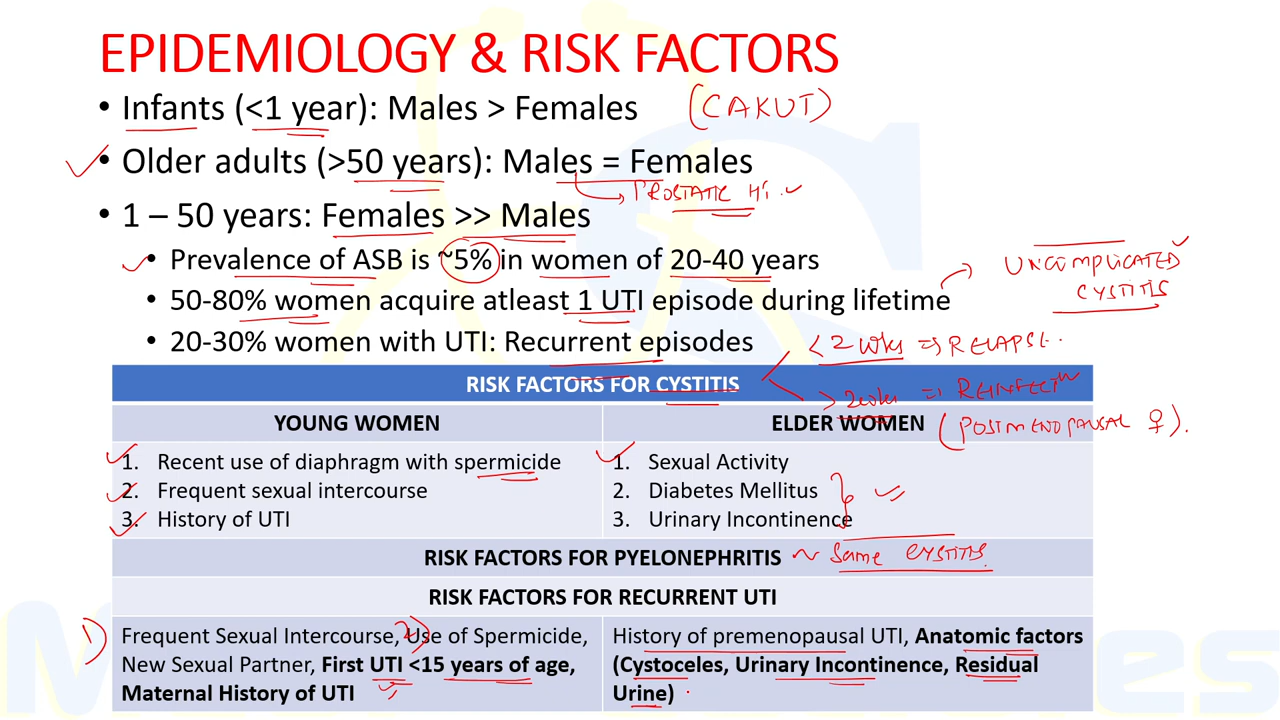 EPIDEMIOLOGY & RISK FACTORS
• Infants (<1 year): Males > Females (CAKUT)
• Older adults (>50 years): Males = Females
PROSTATIC
• 1 – 50 years: Females >> Males
• Prevalence of ASB is ~5% in women of 20-40 years
UNCOMPLICATED
CYSTITIS
• 50-80% women acquire atleast 1 UTI episode during lifetime
• 20-30% women with UTI: Recurrent episodes
<2 wks => RELAPSE.
RISK FACTORS FOR CYSTITIS
>2wks = REINFECTN
YOUNG WOMEN
ELDER WOMEN (POSTMENOPAUSAL ♀).
1. Recent use of diaphragm with spermicide
2. Frequent sexual intercourse
3. History of UTI
1. Sexual Activity
2. Diabetes Mellitus
3. Urinary Incontinence
RISK FACTORS FOR PYELONEPHRITIS ~ Same CYSTITIS.
RISK FACTORS FOR RECURRENT UTI
1) Frequent Sexual Intercourse, 2) Use of Spermicide,
New Sexual Partner, First UTI <15 years of age,
Maternal History of UTI
History of premenopausal UTI, Anatomic factors
(Cystoceles, Urinary Incontinence, Residual
Urine)